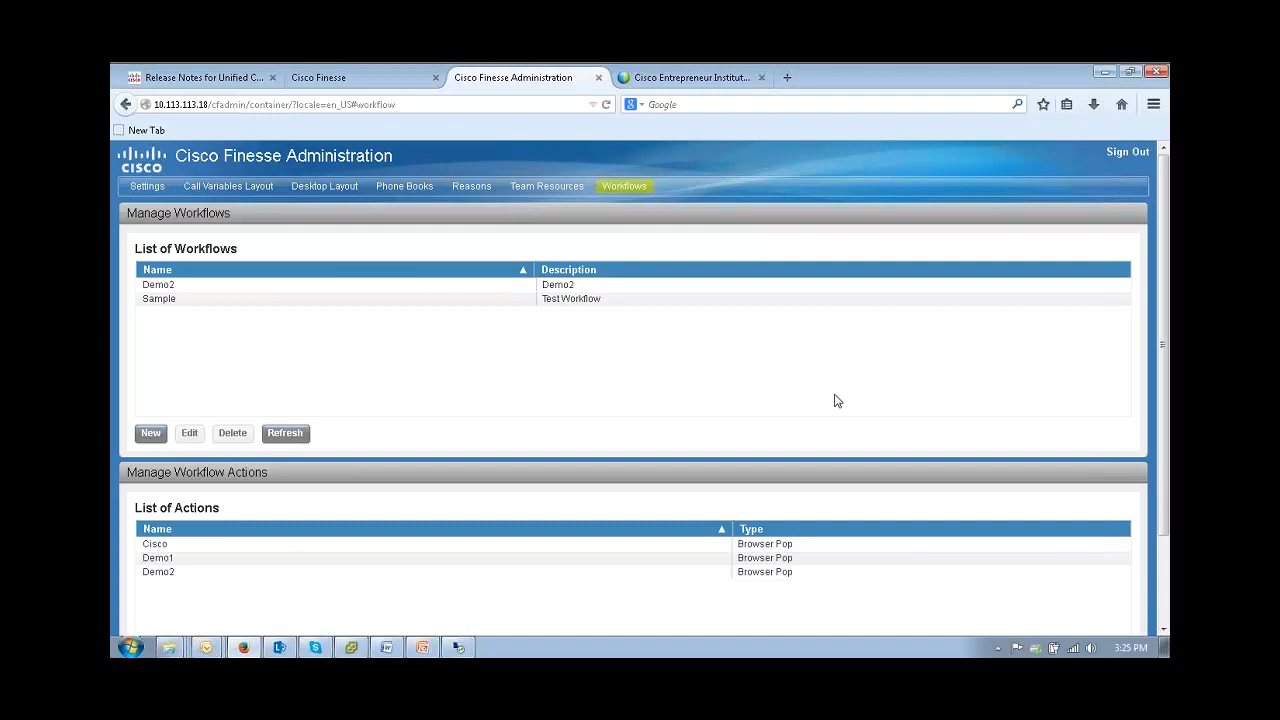 Release Notes for Unified C...
Cisco Finesse
Cisco Finesse Administration
Cisco Entrepreneur Institut...
10.113.113.18/cfadmin/container/?locale=en_US#workflow
Google
New Tab
CISCO
Cisco Finesse Administration
Sign Out
Settings
Call Variables Layout
Desktop Layout
Phone Books
Reasons
Team Resources
Workflows
Manage Workflows
List of Workflows
Name Description
Demo2 Demo2
Sample Test Workflow
New Edit Delete Refresh
Manage Workflow Actions
List of Actions
Name Type
Cisco Browser Pop
Demo1 Browser Pop
Demo2 Browser Pop
3:25 PM